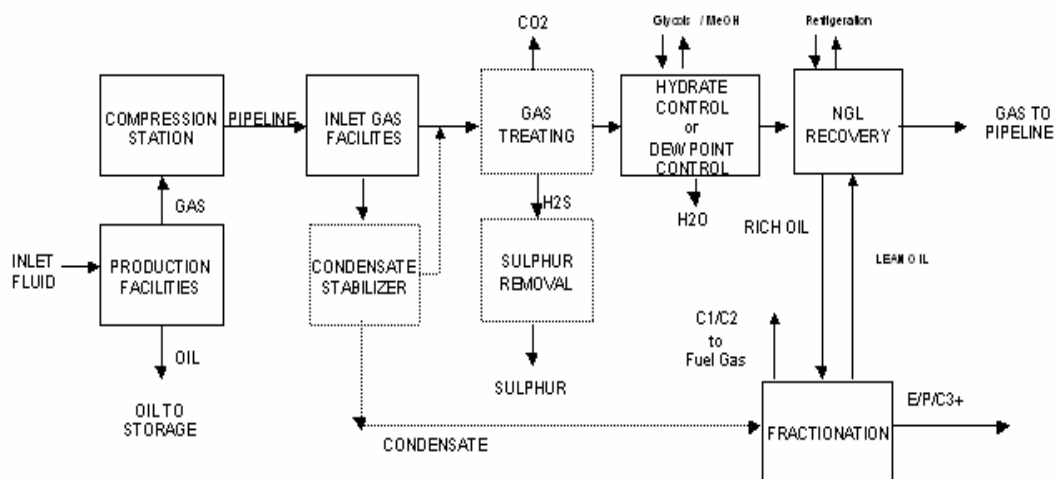 CO2
Glycols / MeOH
Refrigeration
COMPRESSION
STATION
PIPELINE
INLET GAS
FACILITES
GAS
TREATING
HYDRATE
CONTROL
or
DEWPOINT
CONTROL
NGL
RECOVERY
GAS TO
PIPELINE
GAS
H2S
H2O
RICH OIL
LEAN OIL
INLET
FLUID
PRODUCTION
FACILITIES
CONDENSATE
STABILIZER
SULPHUR
REMOVAL
OIL
C1/C2
to
Fuel Gas
SULPHUR
OIL TO
STORAGE
CONDENSATE
FRACTIONATION
E/P/C3+